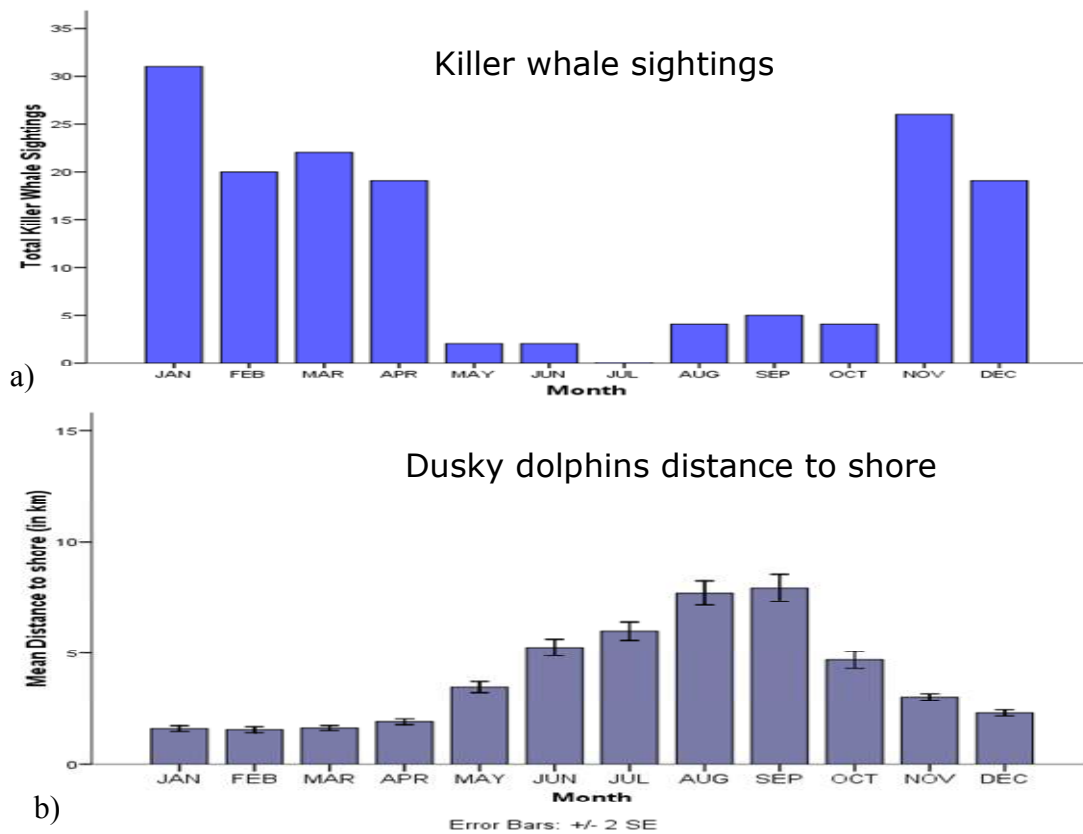 Killer whale sightings
Total Killer Whale Sightings
35
30
25
20
15
10
5
0
JAN FEB MAR APR MAY JUN JUL AUG SEP OCT NOV DEC
Month
a)
Dusky dolphins distance to shore
Mean Distance to shore (in km)
15
10
5
0
JAN FEB MAR APR MAY JUN JUL AUG SEP OCT NOV DEC
Month
b)
Error Bars: +/- 2 SE